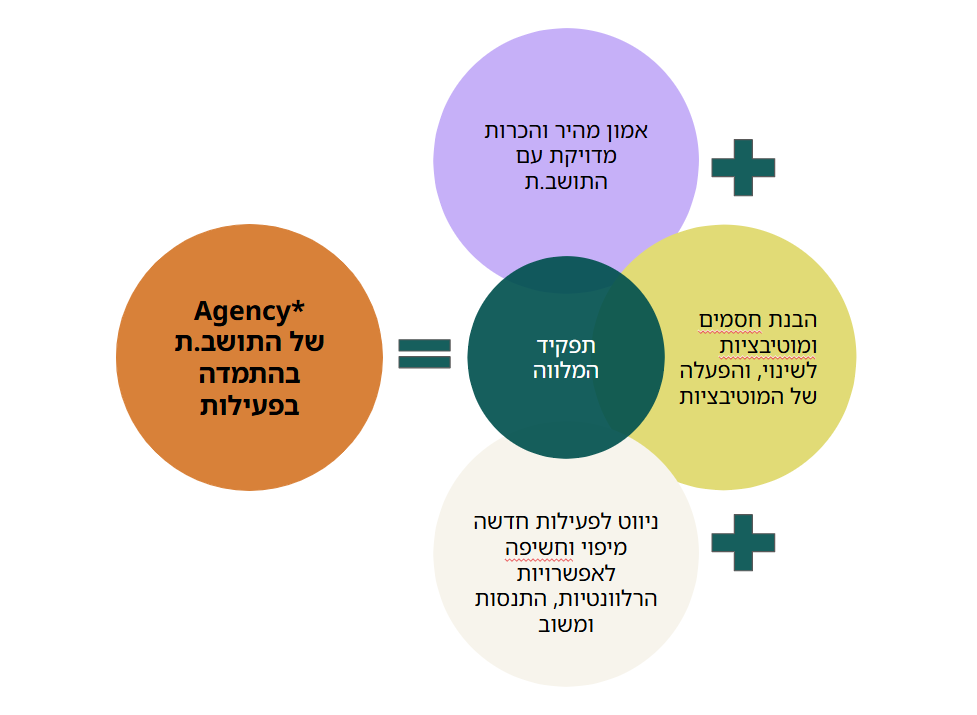 אמון מהיר והכרות
מדויקת עם
התושב.ת
הבנת חסמים
ומוטיבציות
לשינוי, והפעלה
של המוטיבציות
ניווט לפעילות חדשה
מיפוי וחשיפה
לאפשרויות
הרלוונטיות, התנסות
ומשוב
תפקיד
המלווה
Agency*
של התושב.ת
בהתמדה
בפעילות